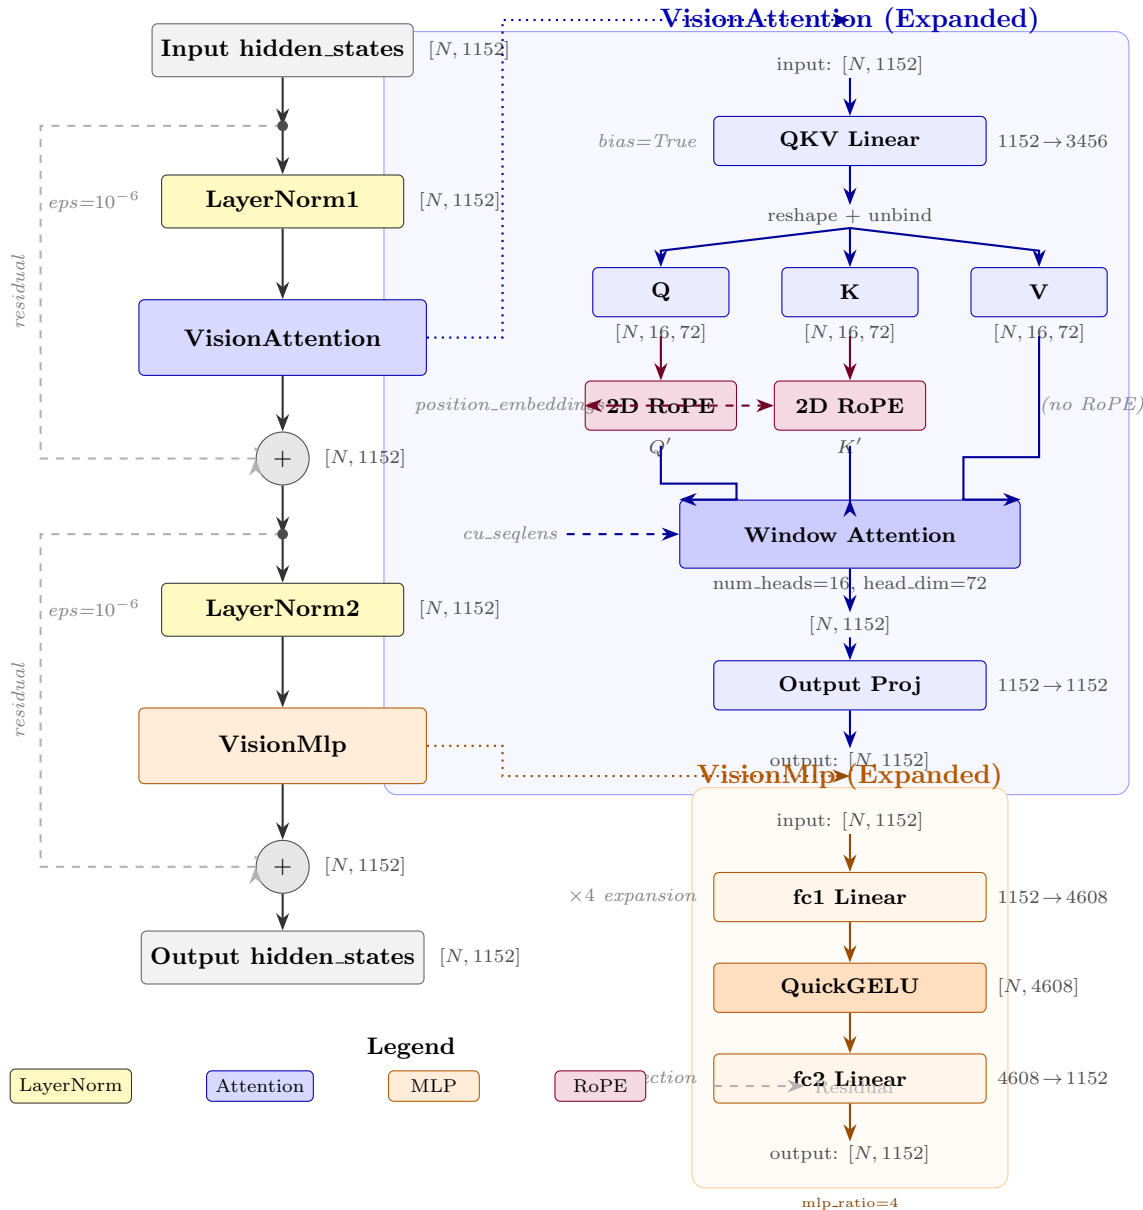 Input hidden_states
[N, 1152]
LayerNorm1
[N, 1152]
eps=10⁻⁶
residual
VisionAttention
+
[N, 1152]
LayerNorm2
[N, 1152]
eps=10⁻⁶
residual
VisionMlp
+
[N, 1152]
Output hidden_states
[N, 1152]
VisionAttention (Expanded)
input: [N, 1152]
bias=True
QKV Linear
1152→3456
reshape + unbind
Q
K
V
[N, 16, 72]
[N, 16, 72]
[N, 16, 72]
position_embeddings
2D RoPE
2D RoPE
(no RoPE)
Q′
K′
cu_seqlens
Window Attention
num_heads=16, head_dim=72
[N, 1152]
Output Proj
1152→1152
output: [N, 1152]
VisionMlp (Expanded)
input: [N, 1152]
×4 expansion
fc1 Linear
1152→4608
QuickGELU
[N, 4608]
fc2 Linear
4608→1152
output: [N, 1152]
mlp_ratio=4
Legend
LayerNorm
Attention
MLP
RoPE
Residual